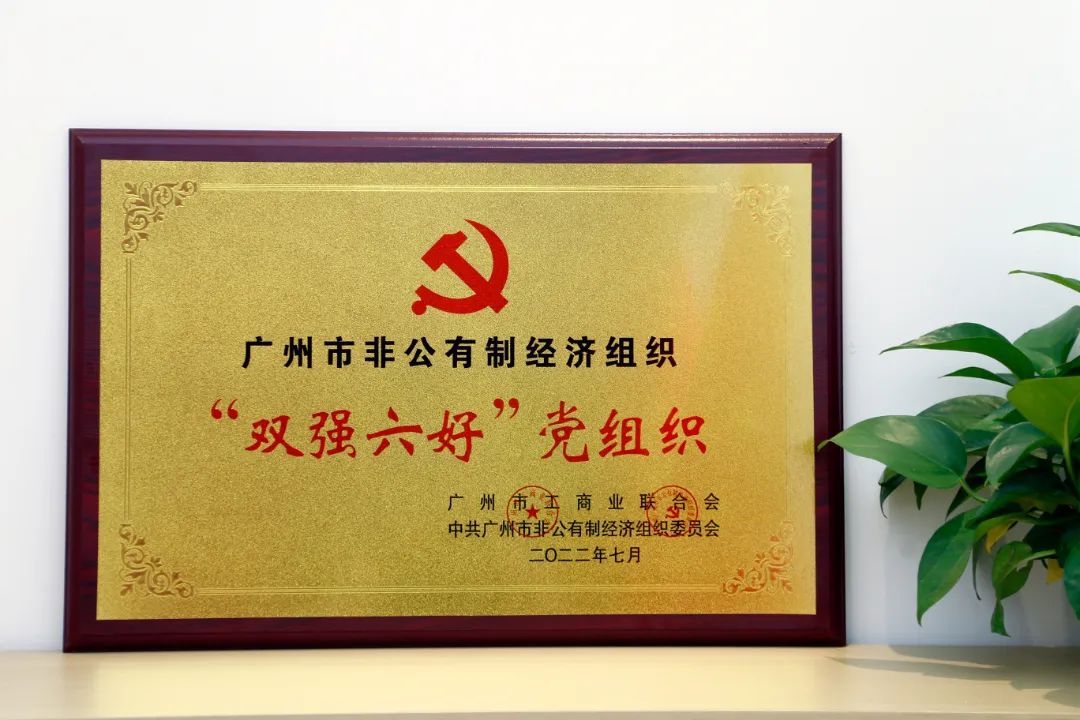 广州市非公有制经济组织
“双强六好”党组织
广州市工商业联合会
中共广州市非公有制经济组织委员会
二〇二二年七月